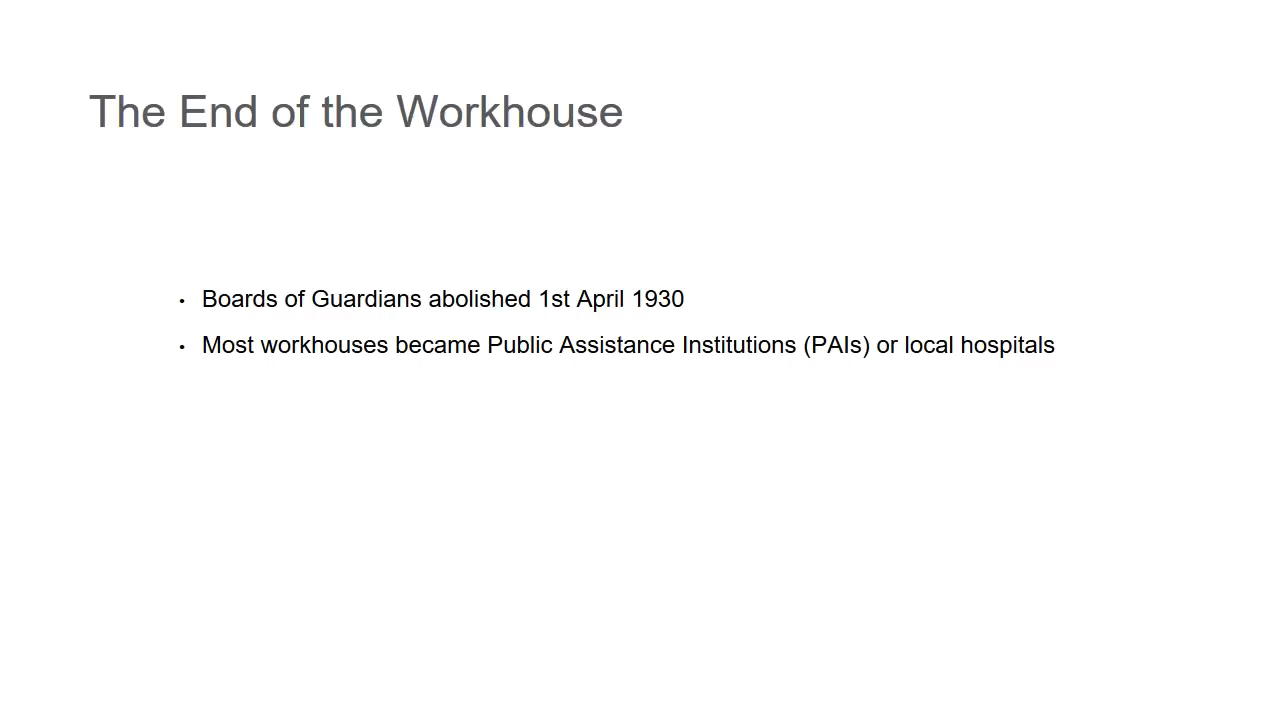 The End of the Workhouse
• Boards of Guardians abolished 1st April 1930
• Most workhouses became Public Assistance Institutions (PAIs) or local hospitals